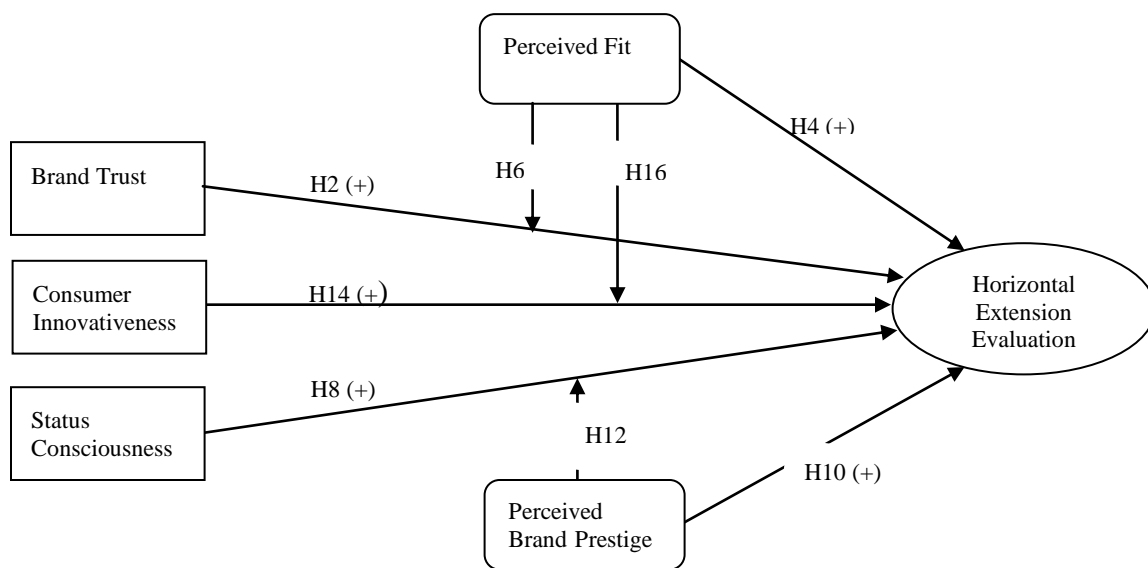 Perceived Fit
H4 (+)
H6
H16
Brand Trust
H2 (+)
Consumer
Innovativeness
H14 (+)
Horizontal
Extension
Evaluation
Status
Consciousness
H8 (+)
H12
H10 (+)
Perceived
Brand Prestige